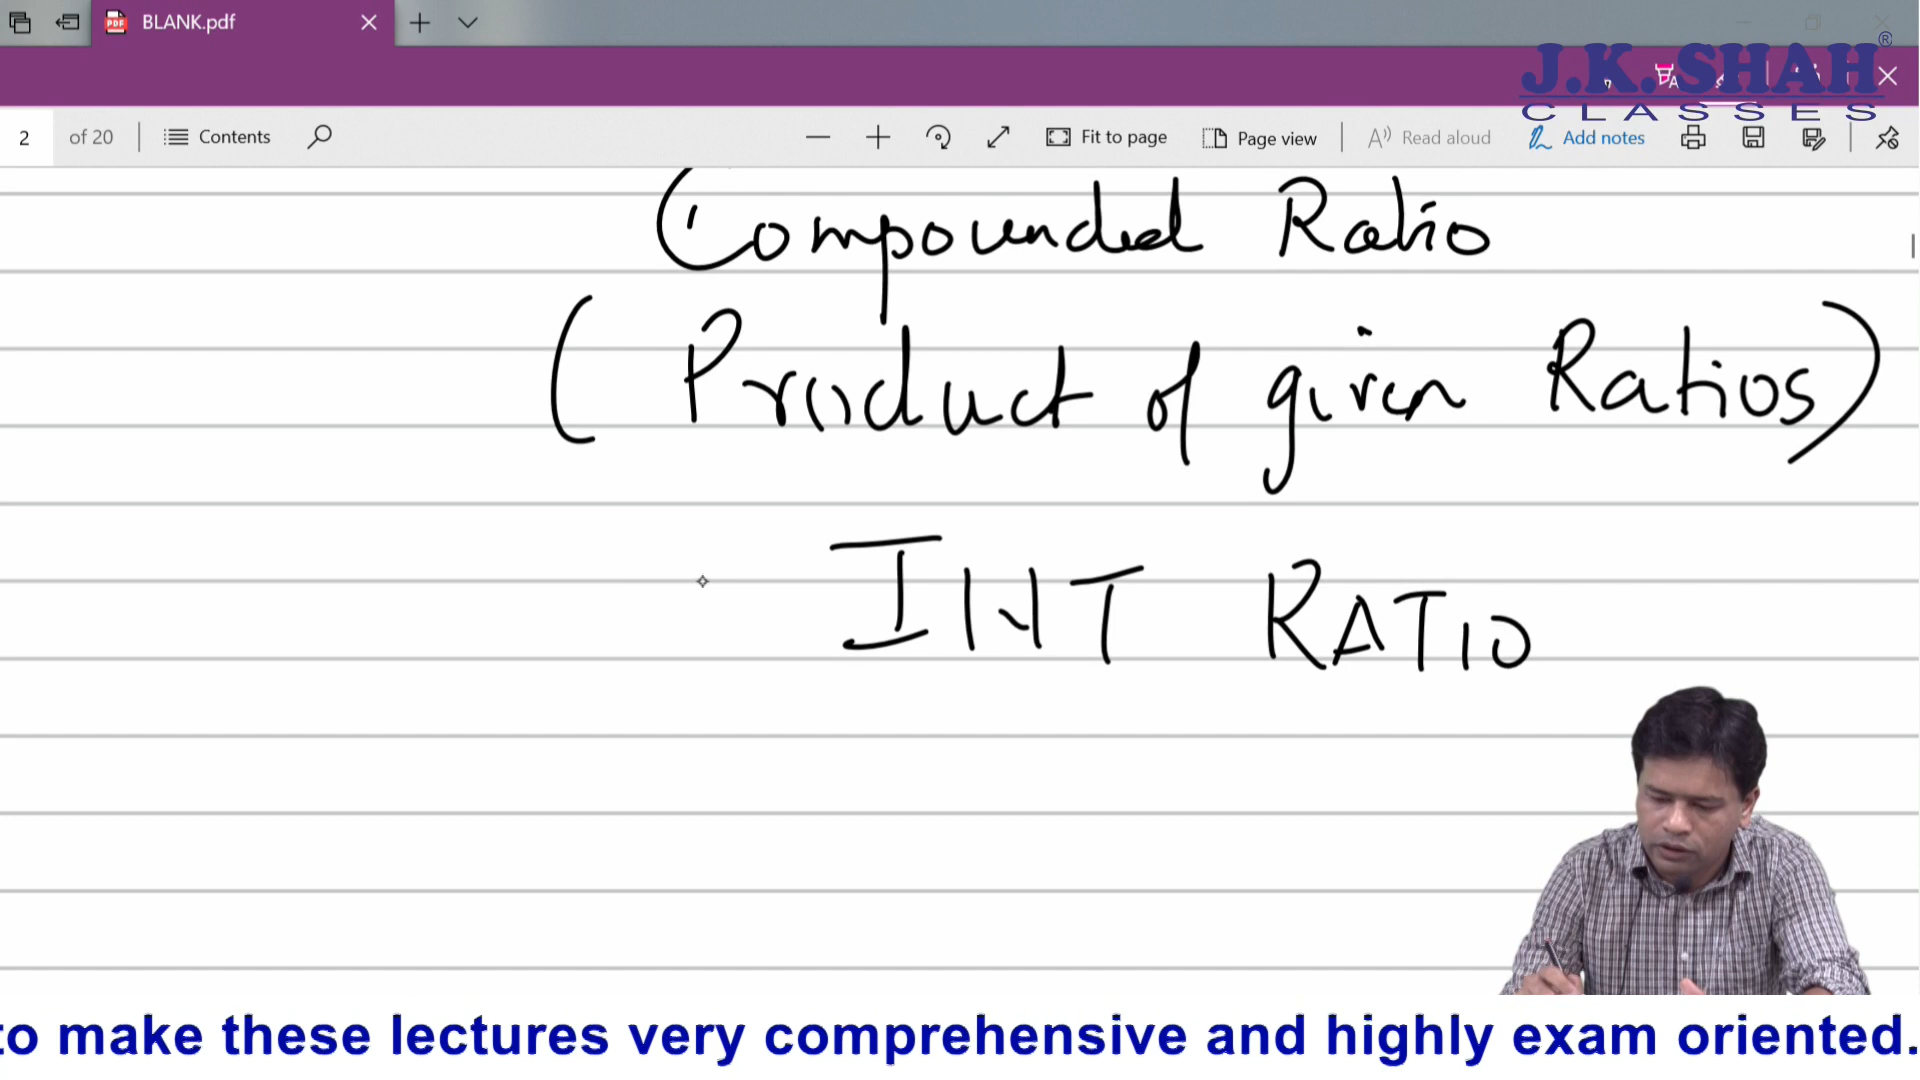 BLANK.pdf
J.K.SHAH®
CLASSES
2 of 20 Contents Fit to page Page view Read aloud Add notes
Compounded Ratio
( Product of given Ratios)
INT RATIO
to make these lectures very comprehensive and highly exam oriented.